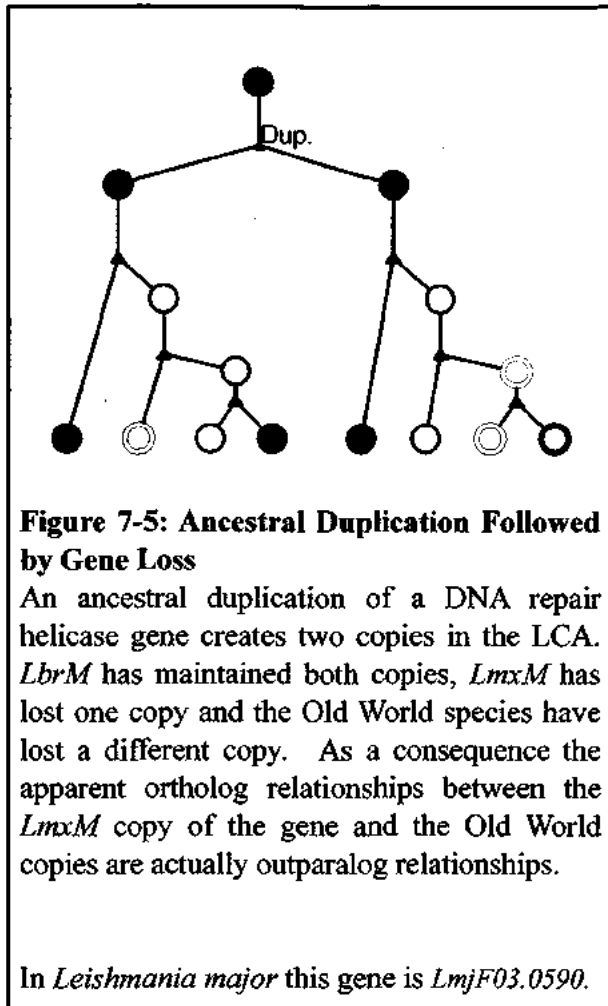 Dup.
Figure 7-5: Ancestral Duplication Followed
by Gene Loss
An ancestral duplication of a DNA repair
helicase gene creates two copies in the LCA.
LbrM has maintained both copies, LmxM has
lost one copy and the Old World species have
lost a different copy. As a consequence the
apparent ortholog relationships between the
LmxM copy of the gene and the Old World
copies are actually outparalog relationships.
In Leishmania major this gene is LmjF03.0590.